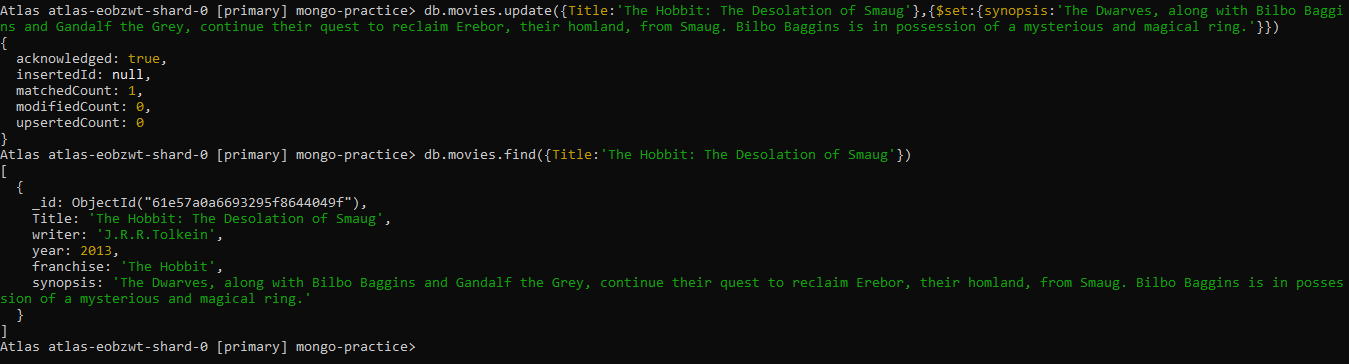 Atlas atlas-eobzwt-shard-0 [primary] mongo-practice> db.movies.update({Title:'The Hobbit: The Desolation of Smaug'},{$set:{synopsis:'The Dwarves, along with Bilbo Baggi
ns and Gandalf the Grey, continue their quest to reclaim Erebor, their homland, from Smaug. Bilbo Baggins is in possession of a mysterious and magical ring.'}})
{
  acknowledged: true,
  insertedId: null,
  matchedCount: 1,
  modifiedCount: 0,
  upsertedCount: 0
}
Atlas atlas-eobzwt-shard-0 [primary] mongo-practice> db.movies.find({Title:'The Hobbit: The Desolation of Smaug'})
[
  {
    _id: ObjectId("61e57a0a6693295f8644049f"),
    Title: 'The Hobbit: The Desolation of Smaug',
    writer: 'J.R.R.Tolkein',
    year: 2013,
    franchise: 'The Hobbit',
    synopsis: 'The Dwarves, along with Bilbo Baggins and Gandalf the Grey, continue their quest to reclaim Erebor, their homland, from Smaug. Bilbo Baggins is in posses
sion of a mysterious and magical ring.'
  }
]
Atlas atlas-eobzwt-shard-0 [primary] mongo-practice>